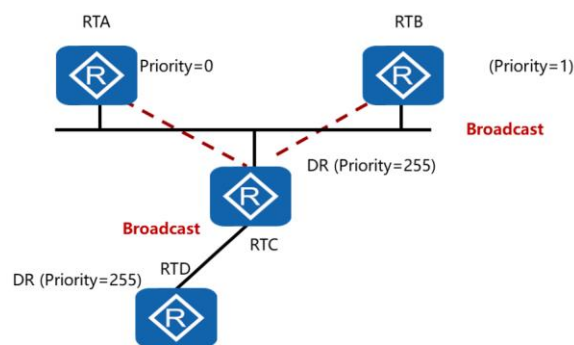 RTA
RTB
Priority=0
(Priority=1)
R
R
Broadcast
DR (Priority=255)
R
Broadcast
RTC
RTD
DR (Priority=255)
R